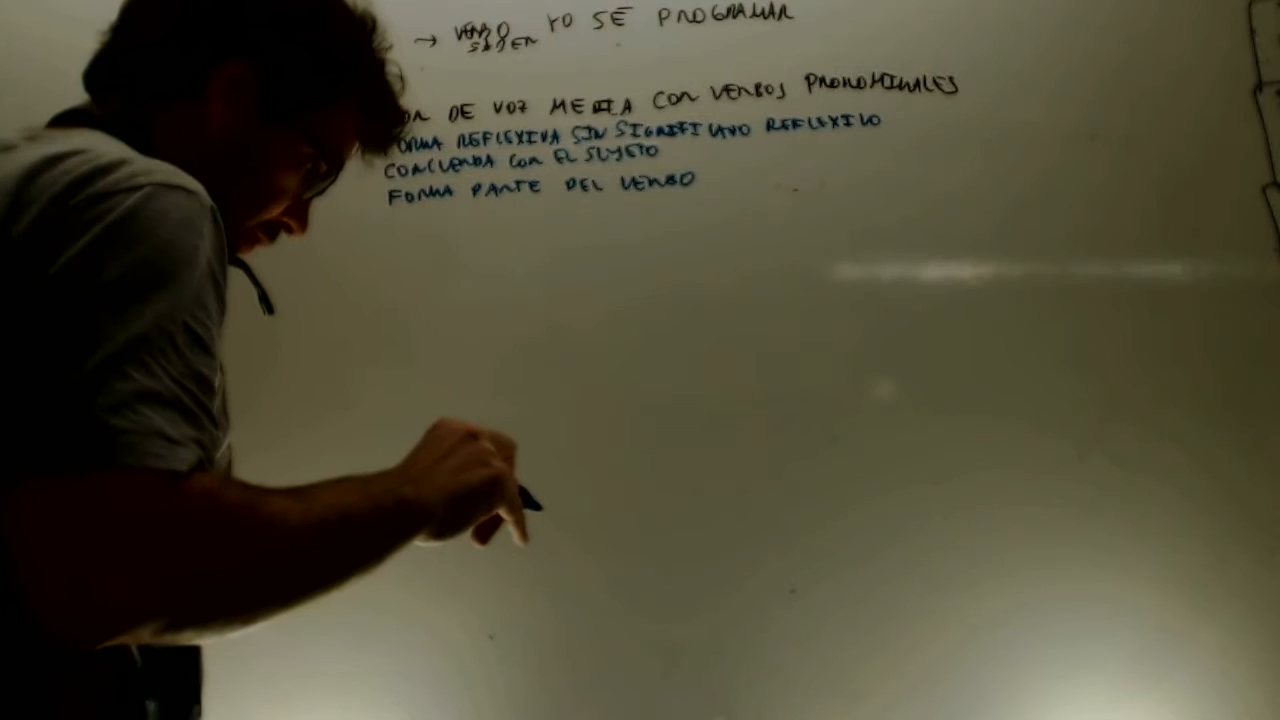 → VERBO SABER YO SÉ PROGRAMAR
DE VOZ MEDIA CON VERBOS PRONOMINALES
FORMA REFLEXIVA SIN SIGNIFICADO REFLEXIVO
CONCUERDA CON EL SUJETO
FORMA PARTE DEL VERBO